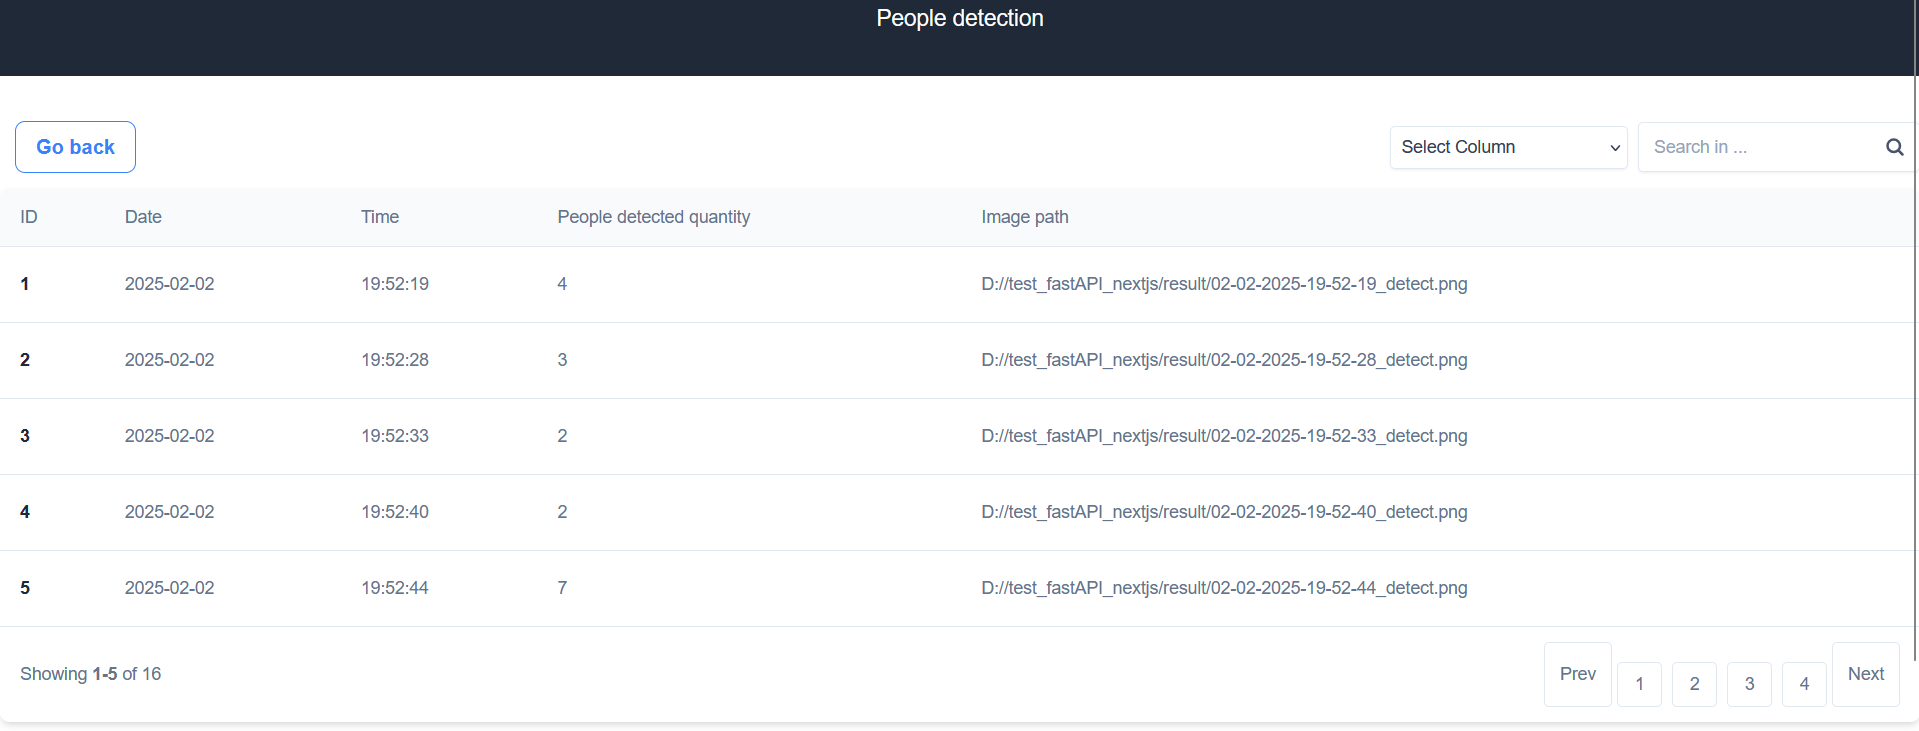 People detection
Go back
Select Column
Search in ...
ID Date Time People detected quantity Image path
1 2025-02-02 19:52:19 4 D://test_fastAPI_nextjs/result/02-02-2025-19-52-19_detect.png
2 2025-02-02 19:52:28 3 D://test_fastAPI_nextjs/result/02-02-2025-19-52-28_detect.png
3 2025-02-02 19:52:33 2 D://test_fastAPI_nextjs/result/02-02-2025-19-52-33_detect.png
4 2025-02-02 19:52:40 2 D://test_fastAPI_nextjs/result/02-02-2025-19-52-40_detect.png
5 2025-02-02 19:52:44 7 D://test_fastAPI_nextjs/result/02-02-2025-19-52-44_detect.png
Showing 1-5 of 16
Prev 1 2 3 4 Next